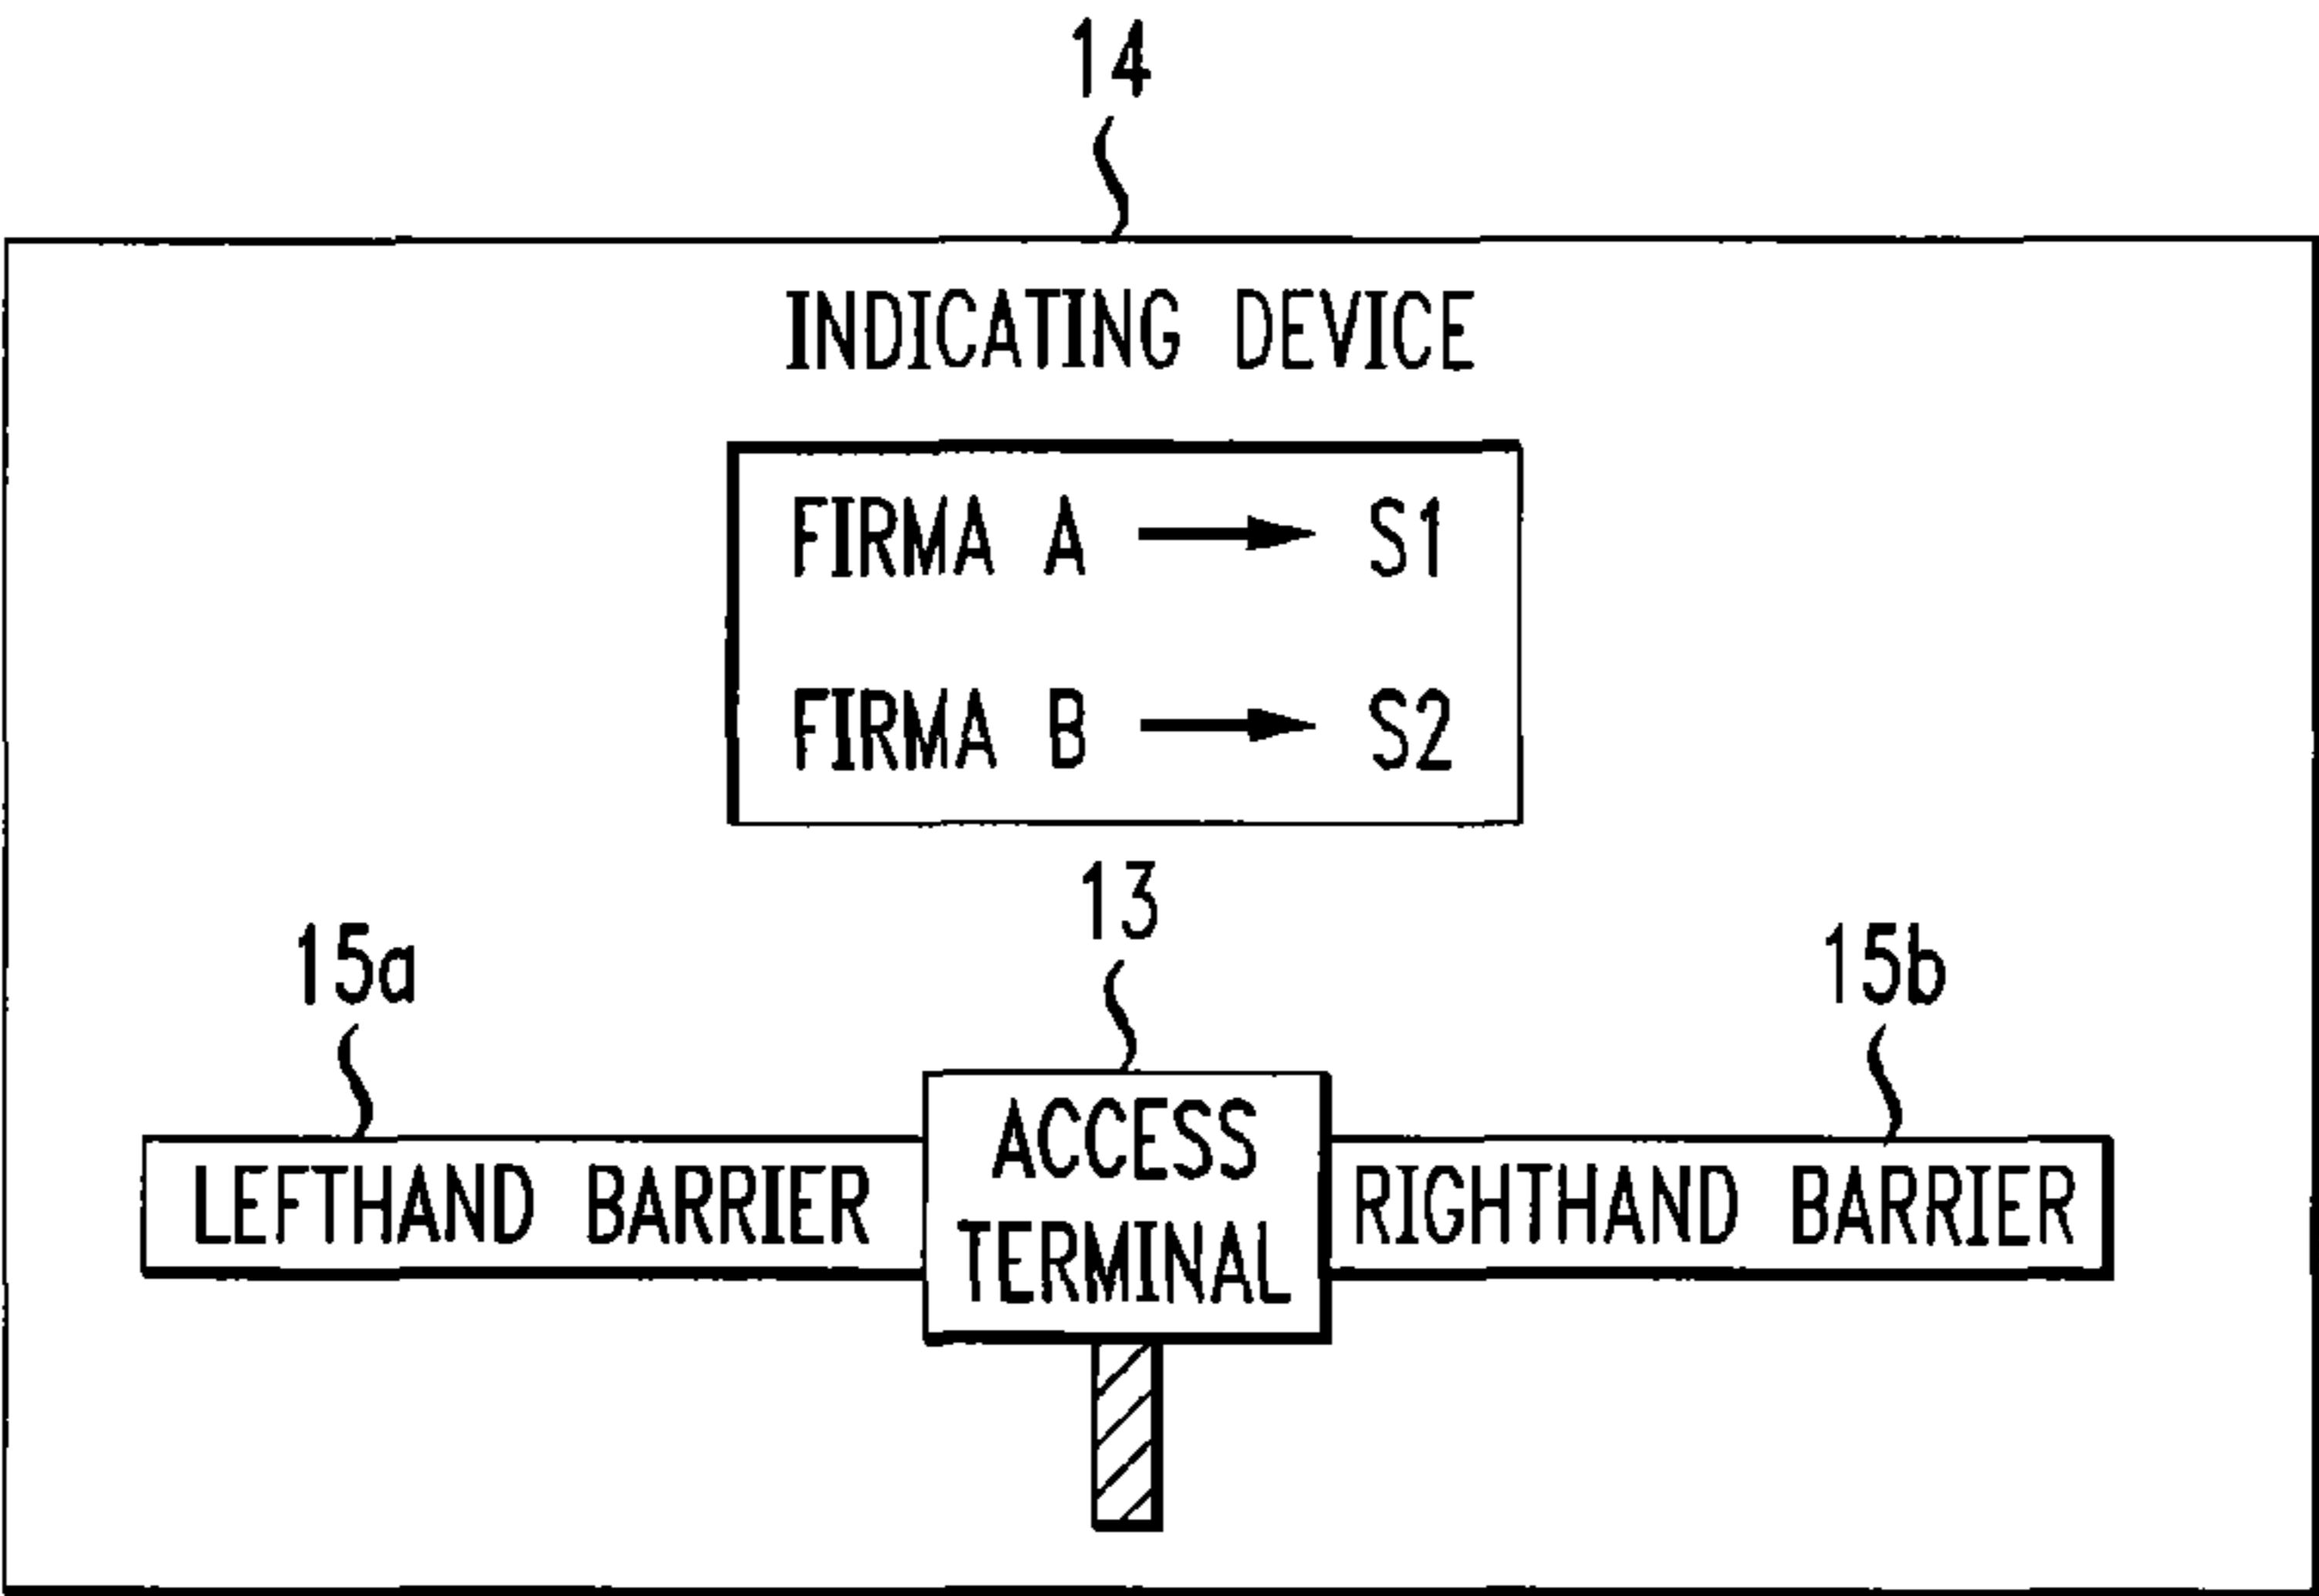 14
INDICATING DEVICE
FIRMA A → S1
FIRMA B → S2
13
15a
15b
LEFTHAND BARRIER
ACCESS
TERMINAL
RIGHTHAND BARRIER